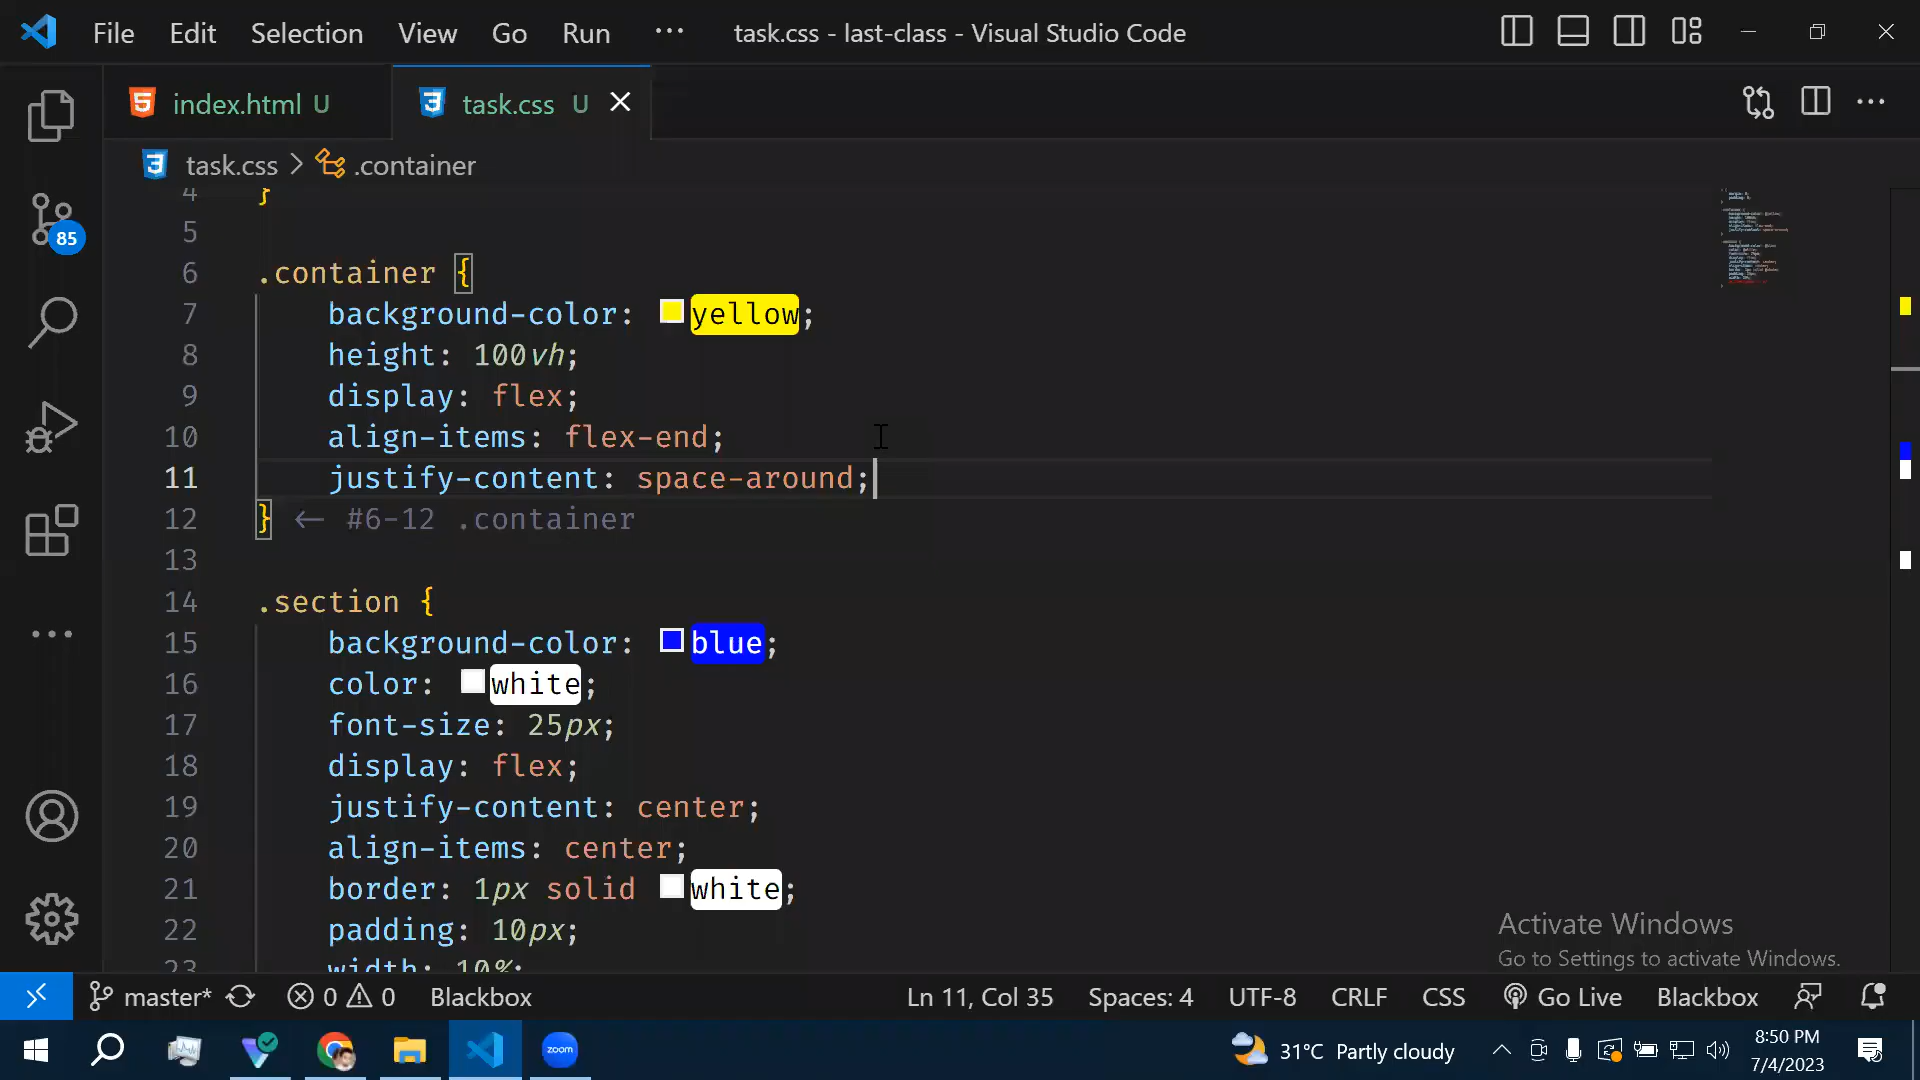 File Edit Selection View Go Run ··· task.css - last-class - Visual Studio Code
index.html U task.css U
task.css > .container
4 }
5
6 .container {
7 background-color: yellow;
8 height: 100vh;
9 display: flex;
10 align-items: flex-end;
11 justify-content: space-around;
12 } ← #6-12 .container
13
14 .section {
15 background-color: blue;
16 color: white;
17 font-size: 25px;
18 display: flex;
19 justify-content: center;
20 align-items: center;
21 border: 1px solid white;
22 padding: 10px;
23 width: 10%;
85
Activate Windows
Go to Settings to activate Windows.
master* 0 0 Blackbox Ln 11, Col 35 Spaces: 4 UTF-8 CRLF CSS Go Live Blackbox
zoom 31°C Partly cloudy 8:50 PM
7/4/2023